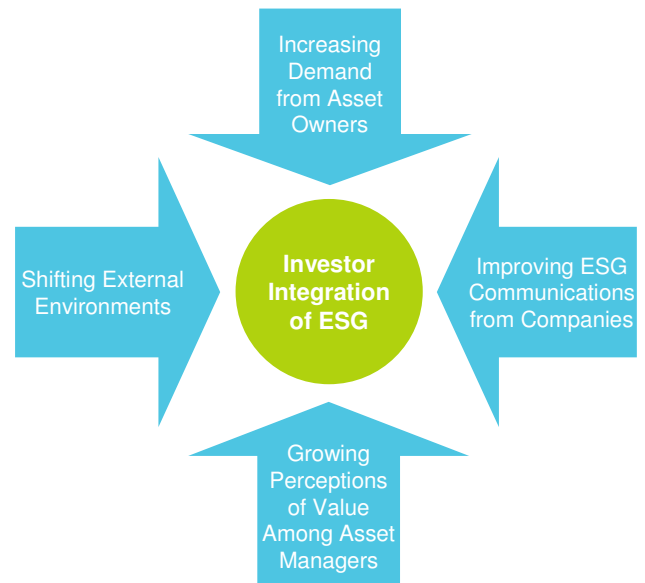 Increasing
Demand
from Asset
Owners
Shifting External
Environments
Investor
Integration
of ESG
Improving ESG
Communications
from Companies
Growing
Perceptions
of Value
Among Asset
Managers